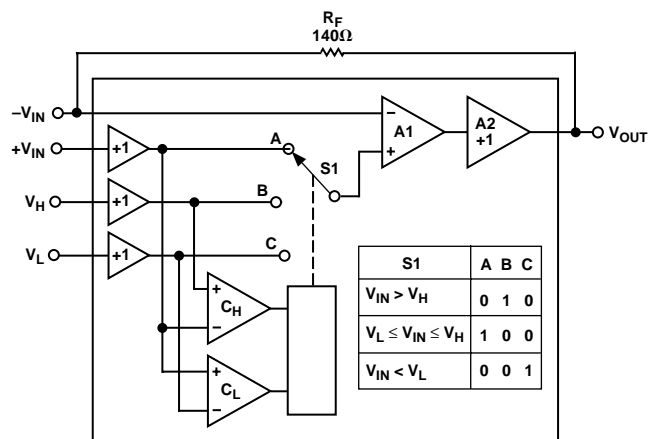 R_F
140Ω
–V_IN
+V_IN
V_H
V_L
+1
+1
+1
A
B
C
S1
–
A1
+
A2
+1
V_OUT
+
C_H
–
+
C_L
–
S1 A B C
V_IN > V_H 0 1 0
V_L ≤ V_IN ≤ V_H 1 0 0
V_IN < V_L 0 0 1